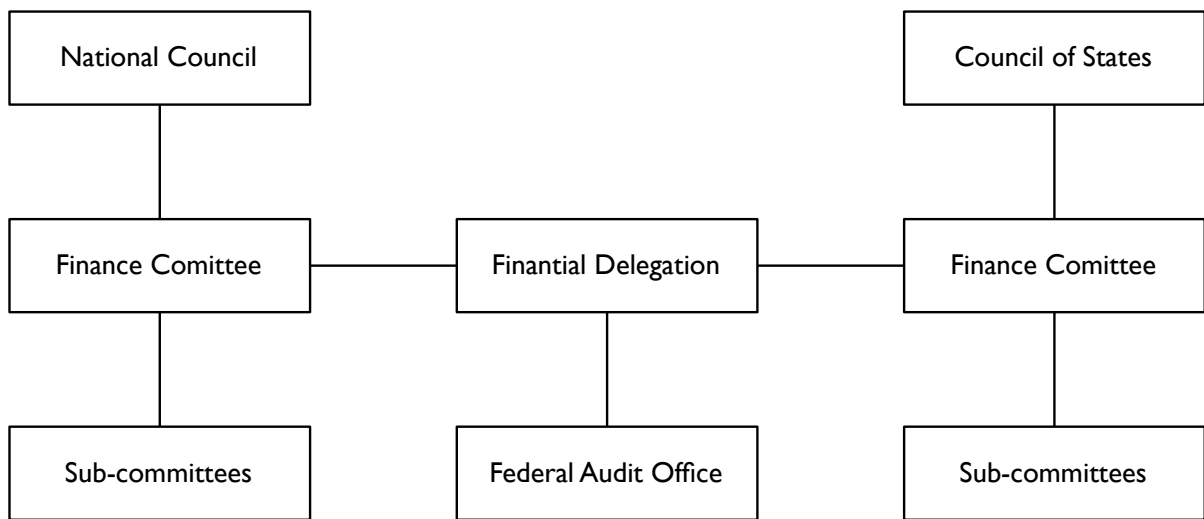 National Council
Council of States
Finance Comittee
Finantial Delegation
Finance Comittee
Sub-committees
Federal Audit Office
Sub-committees